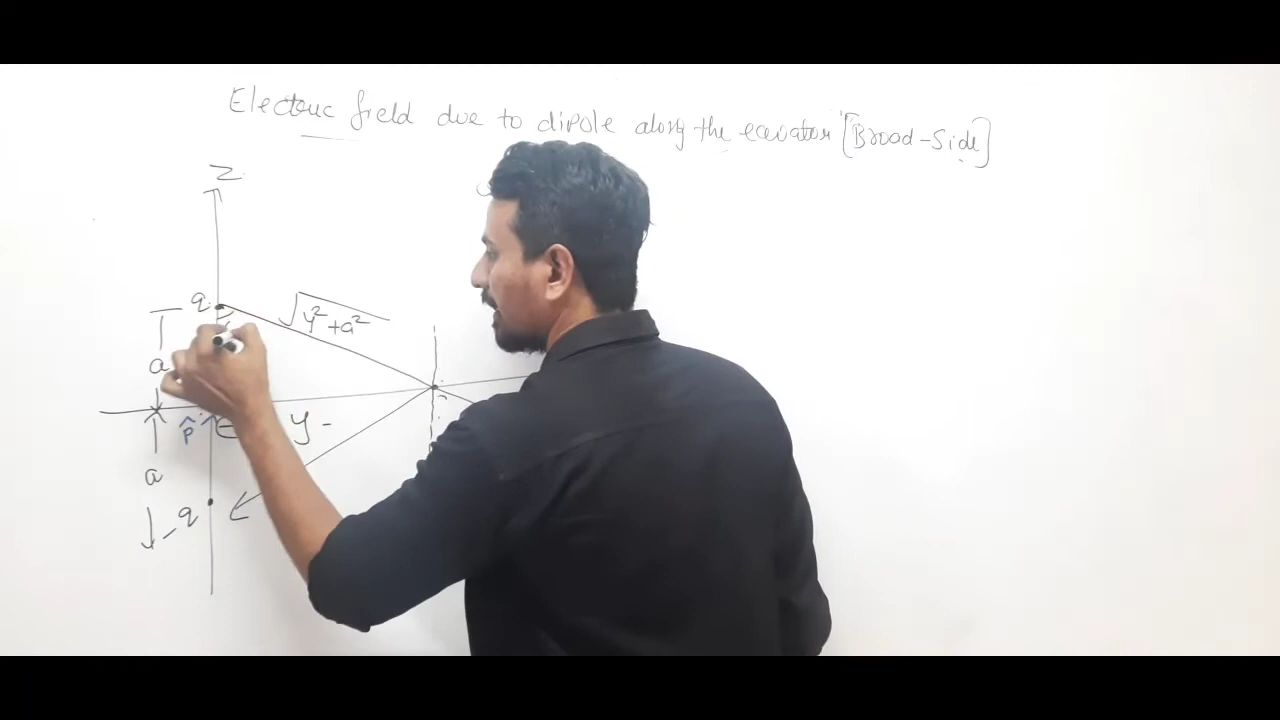 Electric field due to dipole along the equator [Broad-Side]
Z
q
√y²+a²
a
p̂
y
a
-q